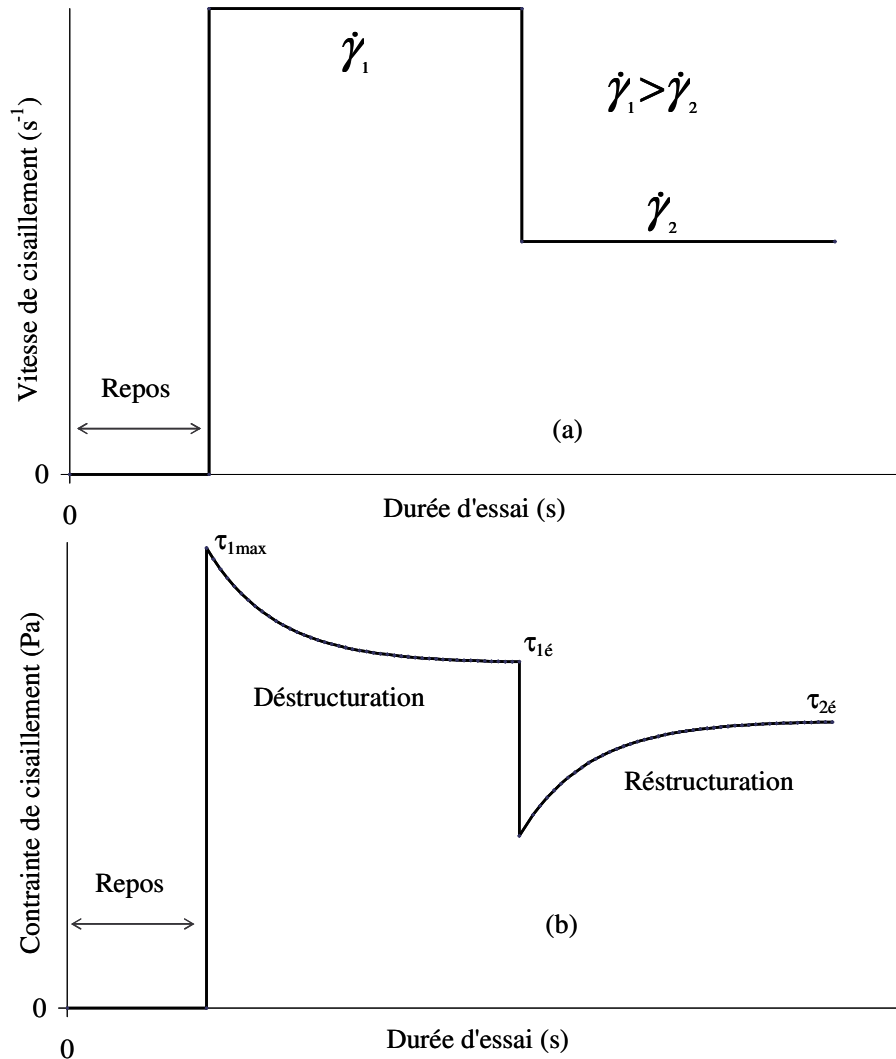 γ̇₁
γ̇₁>γ̇₂
γ̇₂
Vitesse de cisaillement (s⁻¹)
Repos
(a)
0
0
Durée d'essai (s)
τ₁max
τ₁é
Déstructuration
τ₂é
Réstructuration
Contrainte de cisaillement (Pa)
Repos
(b)
0
0
Durée d'essai (s)